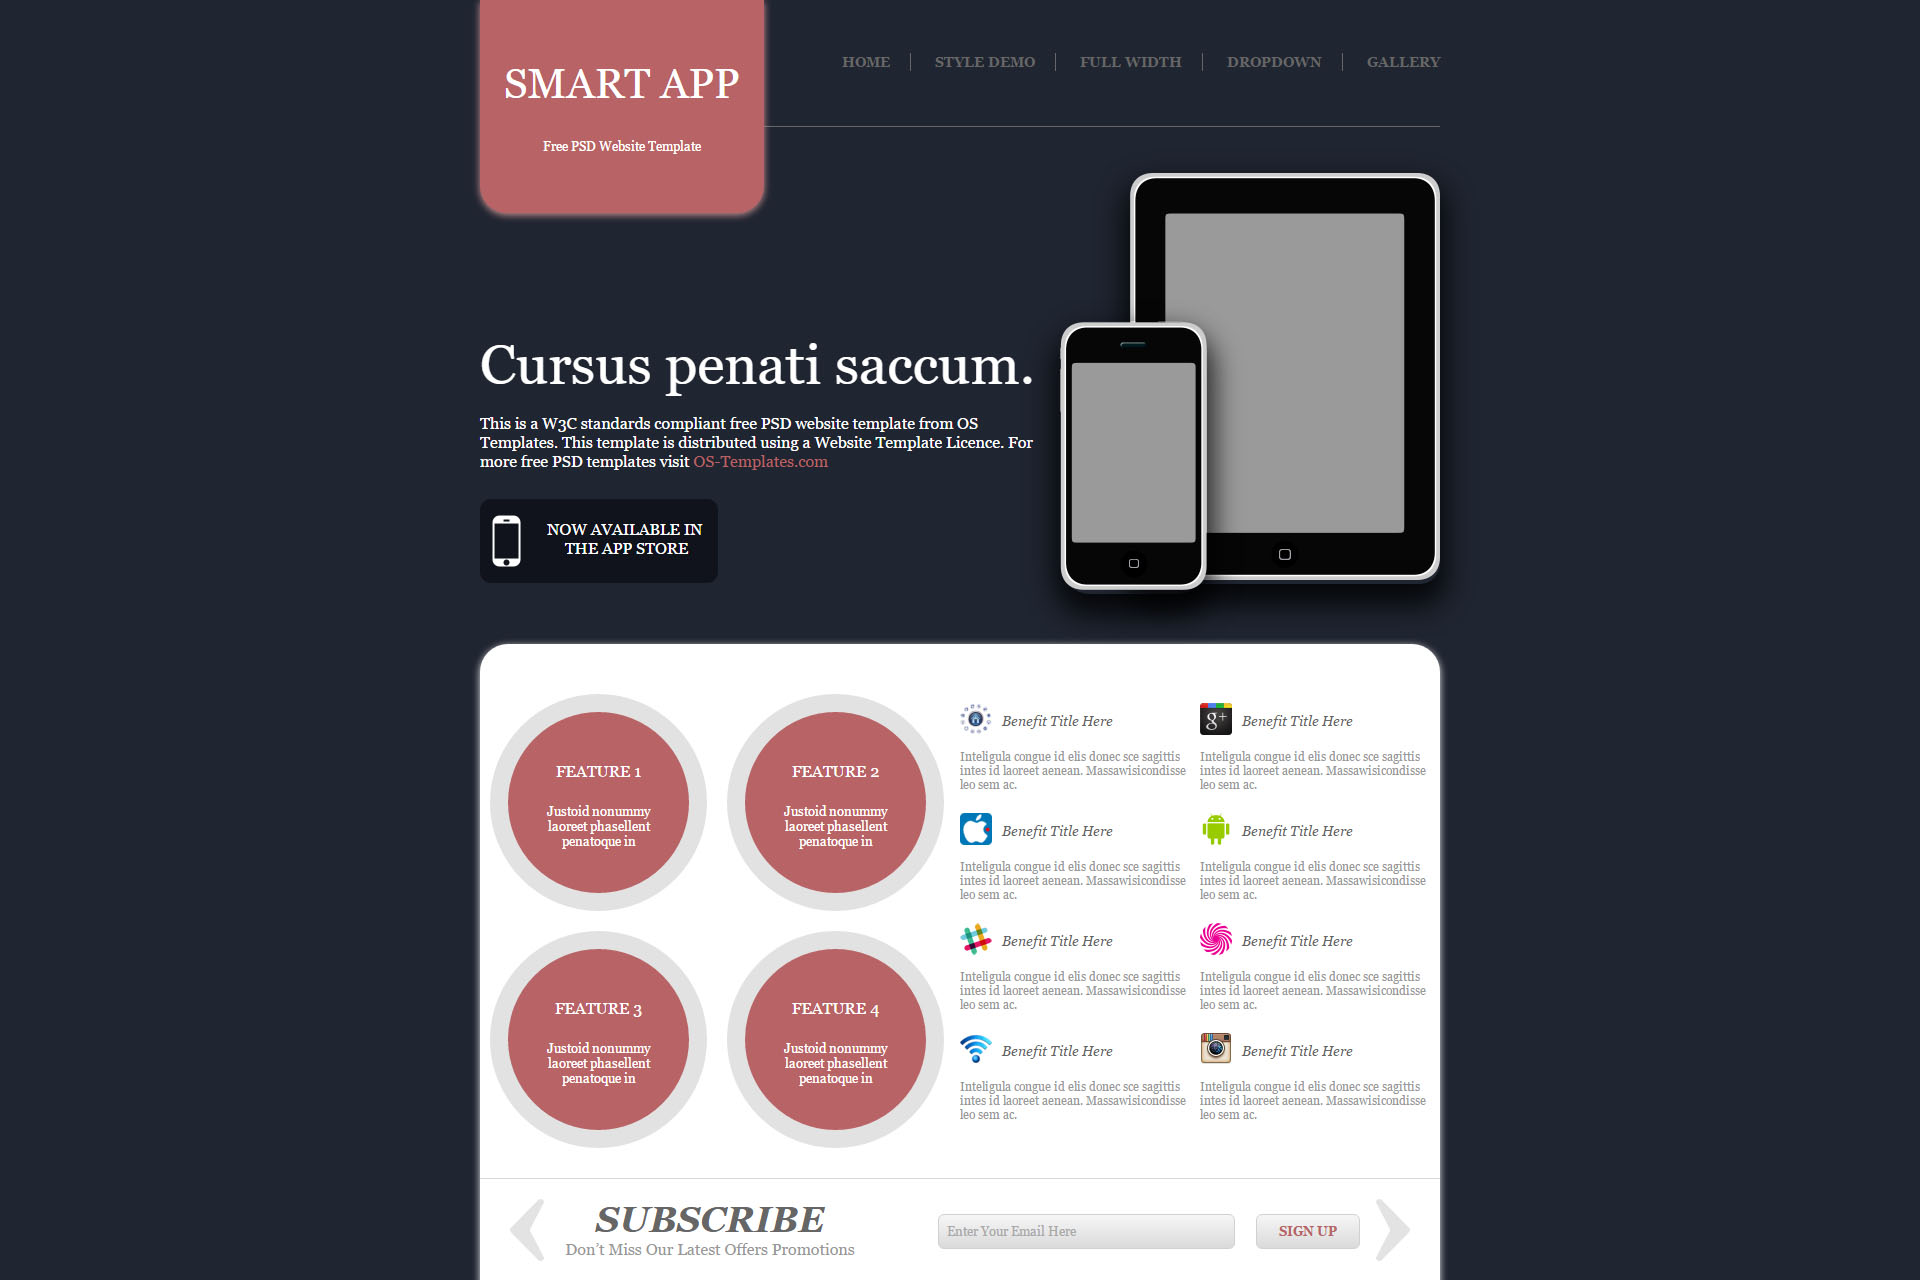 SMART APP
Free PSD Website Template
HOME
STYLE DEMO
FULL WIDTH
DROPDOWN
GALLERY
Cursus penati saccum.
This is a W3C standards compliant free PSD website template from OS
Templates. This template is distributed using a Website Template Licence. For
more free PSD templates visit OS-Templates.com
NOW AVAILABLE IN
THE APP STORE
FEATURE 1
Justoid nonummy
laoreet phasellent
penatoque in
FEATURE 2
Justoid nonummy
laoreet phasellent
penatoque in
FEATURE 3
Justoid nonummy
laoreet phasellent
penatoque in
FEATURE 4
Justoid nonummy
laoreet phasellent
penatoque in
Benefit Title Here
Inteligula congue id elis donec sce sagittis
intes id laoreet aenean. Massawisicondisse
leo sem ac.
g+
Benefit Title Here
Inteligula congue id elis donec sce sagittis
intes id laoreet aenean. Massawisicondisse
leo sem ac.
Benefit Title Here
Inteligula congue id elis donec sce sagittis
intes id laoreet aenean. Massawisicondisse
leo sem ac.
Benefit Title Here
Inteligula congue id elis donec sce sagittis
intes id laoreet aenean. Massawisicondisse
leo sem ac.
Benefit Title Here
Inteligula congue id elis donec sce sagittis
intes id laoreet aenean. Massawisicondisse
leo sem ac.
Benefit Title Here
Inteligula congue id elis donec sce sagittis
intes id laoreet aenean. Massawisicondisse
leo sem ac.
Benefit Title Here
Inteligula congue id elis donec sce sagittis
intes id laoreet aenean. Massawisicondisse
leo sem ac.
Benefit Title Here
Inteligula congue id elis donec sce sagittis
intes id laoreet aenean. Massawisicondisse
leo sem ac.
SUBSCRIBE
Don't Miss Our Latest Offers Promotions
Enter Your Email Here
SIGN UP